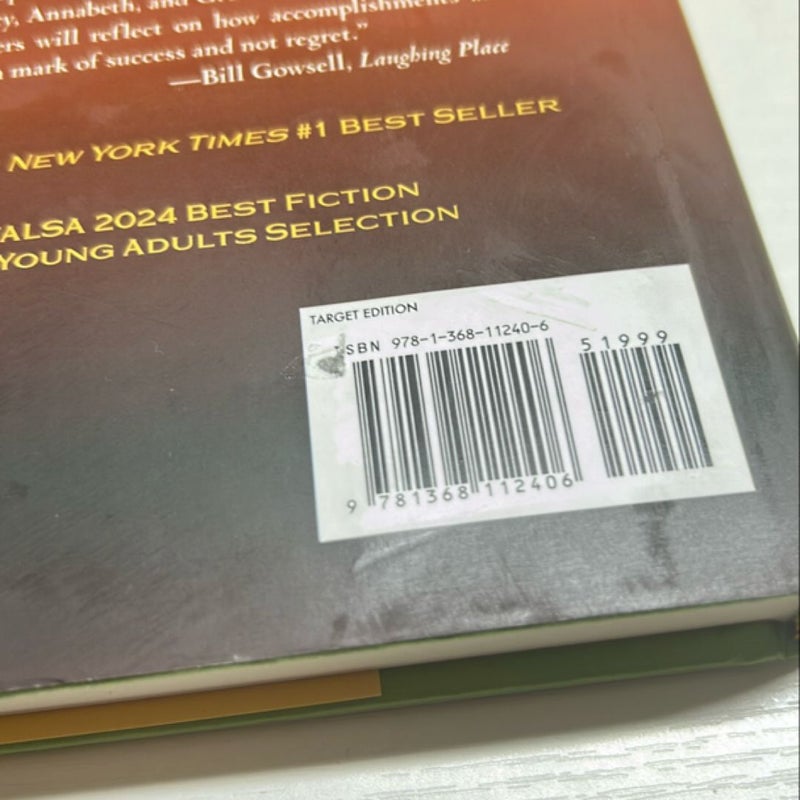 Annabeth, and
will reflect on how accomplishments
mark of success and not regret."
—Bill Gowsell, Laughing Place
NEW YORK TIMES #1 BEST SELLER
YALSA 2024 BEST FICTION
YOUNG ADULTS SELECTION
TARGET EDITION
ISBN 978-1-368-11240-6
51999
9 781368 112406